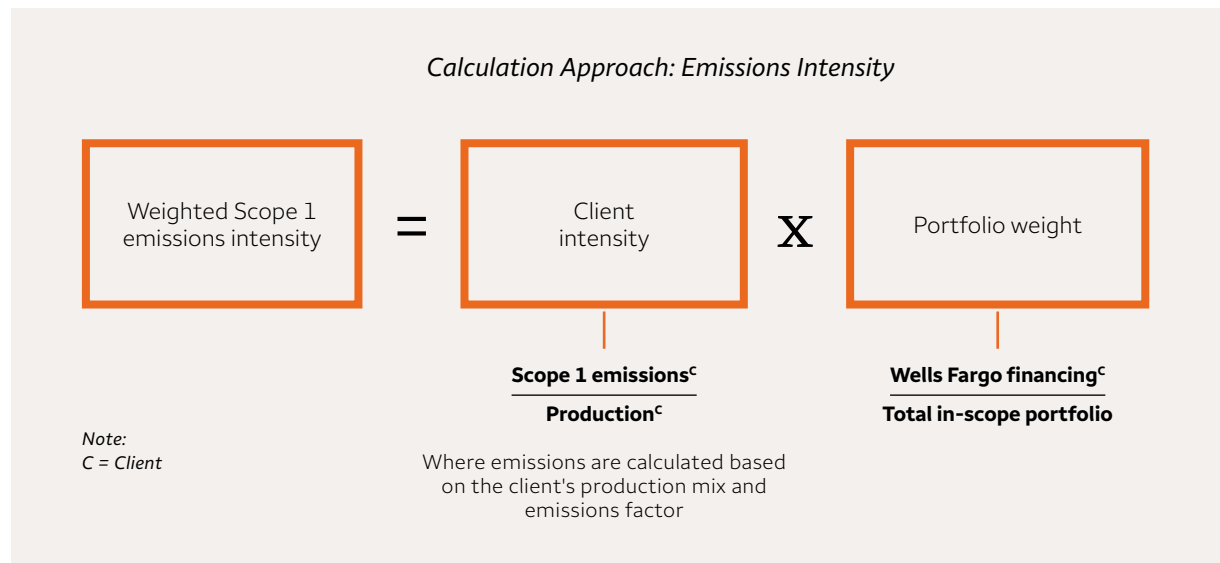 Calculation Approach: Emissions Intensity
Weighted Scope 1
emissions intensity
=
Client
intensity
x
Portfolio weight
Scope 1 emissionsᶜ
Productionᶜ
Where emissions are calculated based
on the client's production mix and
emissions factor
Wells Fargo financingᶜ
Total in-scope portfolio
Note:
C = Client